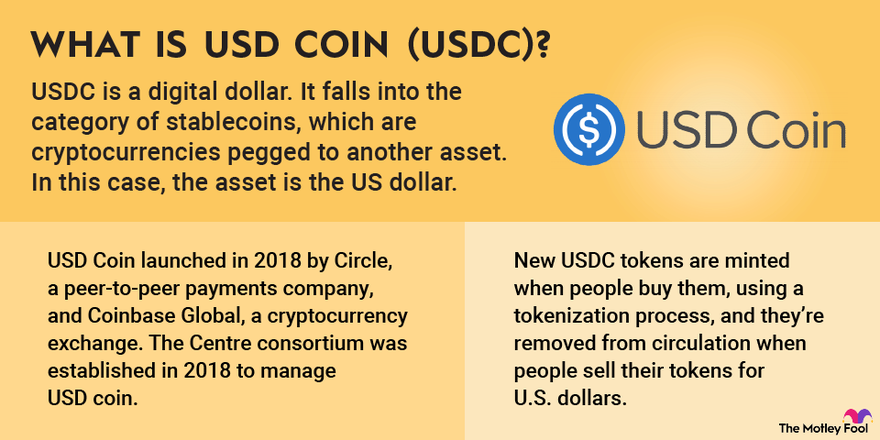 WHAT IS USD COIN (USDC)?
USDC is a digital dollar. It falls into the
category of stablecoins, which are
cryptocurrencies pegged to another asset.
In this case, the asset is the US dollar.
$ USD Coin
USD Coin launched in 2018 by Circle,
a peer-to-peer payments company,
and Coinbase Global, a cryptocurrency
exchange. The Centre consortium was
established in 2018 to manage
USD coin.
New USDC tokens are minted
when people buy them, using a
tokenization process, and they’re
removed from circulation when
people sell their tokens for
U.S. dollars.
The Motley Fool